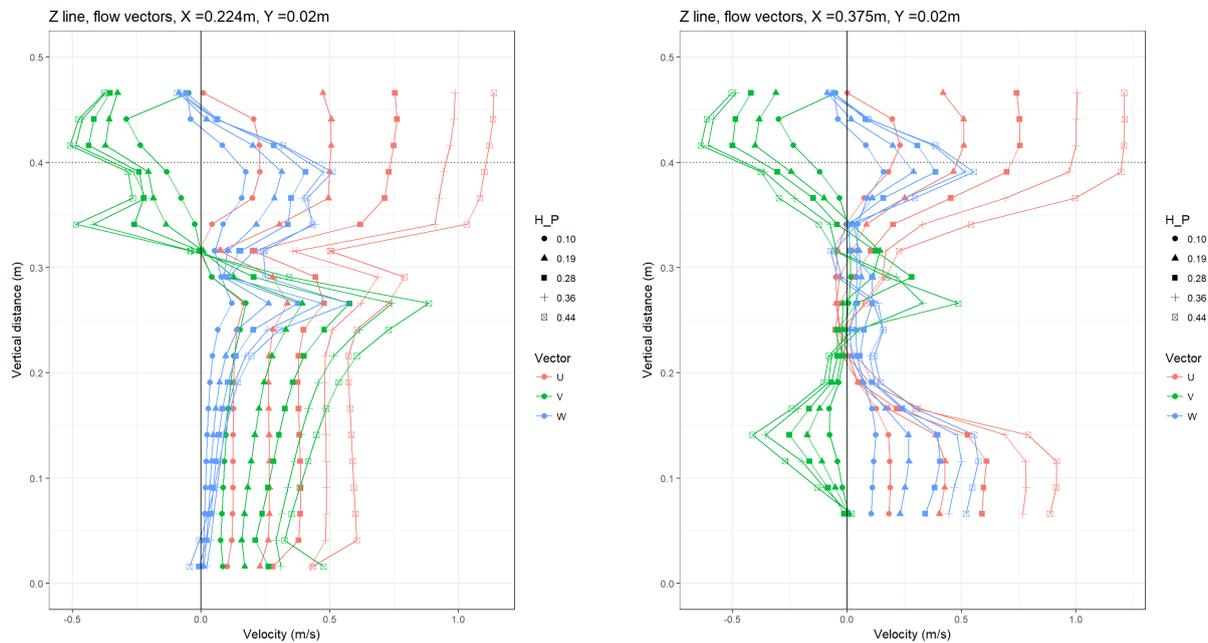 Z line, flow vectors, X =0.224m, Y =0.02m
Vertical distance (m)
0.5
0.4
0.3
0.2
0.1
0.0
-0.5
0.0
0.5
1.0
Velocity (m/s)
H_P
0.10
0.19
0.28
0.36
0.44
Vector
U
V
W
Z line, flow vectors, X =0.375m, Y =0.02m
Vertical distance (m)
0.5
0.4
0.3
0.2
0.1
0.0
-0.5
0.0
0.5
1.0
Velocity (m/s)
H_P
0.10
0.19
0.28
0.36
0.44
Vector
U
V
W